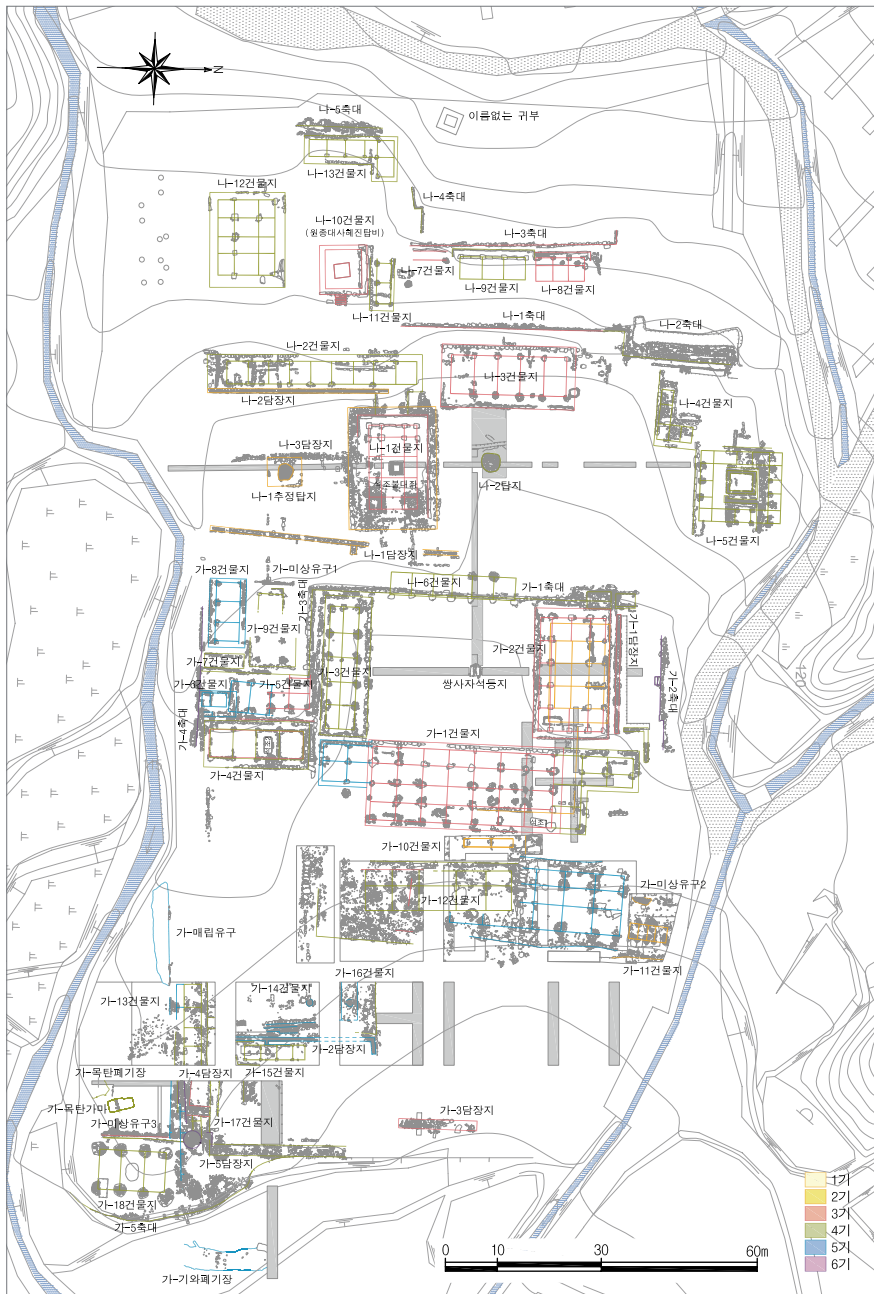 N
나-5축대
이름없는 귀부
나-13건물지
나-12건물지
나-4축대
나-10건물지
(원종대사혜진탑비)
나-3축대
나-7건물지
나-9건물지
나-8건물지
나-11건물지
나-1축대
나-2축대
나-2건물지
나-3건물지
나-2담장지
나-4건물지
나-3담장지
나-1건물지
석조불대좌
나-1추정탑지
나-2탑지
나-5건물지
나-1담장지
가-8건물지
가-미상유구1
나-6건물지
가-1축대
가-3축대
가-9건물지
가-2건물지
가-1담장지
가-7건물지
가-3건물지
쌍사자석등지
가-6건물지
가-5건물지
가-2축대
120
가-4축대
가-1건물지
가-4건물지
석조
가-10건물지
가-미상유구2
가-12건물지
가-매립유구
가-11건물지
가-16건물지
가-13건물지
가-14건물지
가-2담장지
가-목탄폐기장
가-4담장지
가-15건물지
가-목탄가마
가-미상유구3
가-17건물지
가-3담장지
가-5담장지
가-18건물지
가-5축대
가-기와폐기장
0
10
30
60m
1기
2기
3기
4기
5기
6기